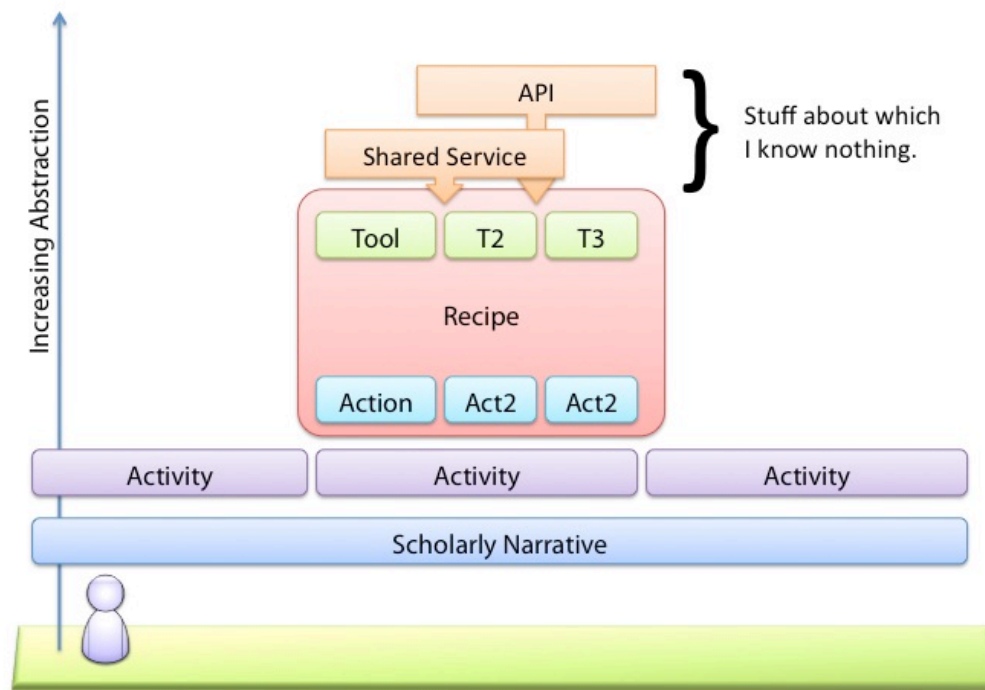 API
Stuff about which
I know nothing.
Shared Service
Tool T2 T3
Increasing Abstraction
Recipe
Action Act2 Act2
Activity Activity Activity
Scholarly Narrative